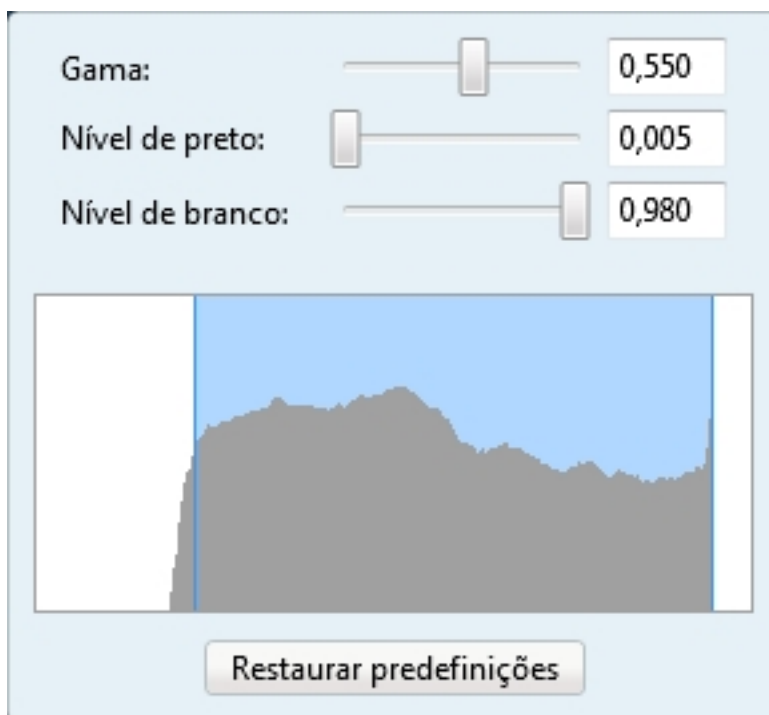 Gama: 0,550
Nível de preto: 0,005
Nível de branco: 0,980
Restaurar predefinições